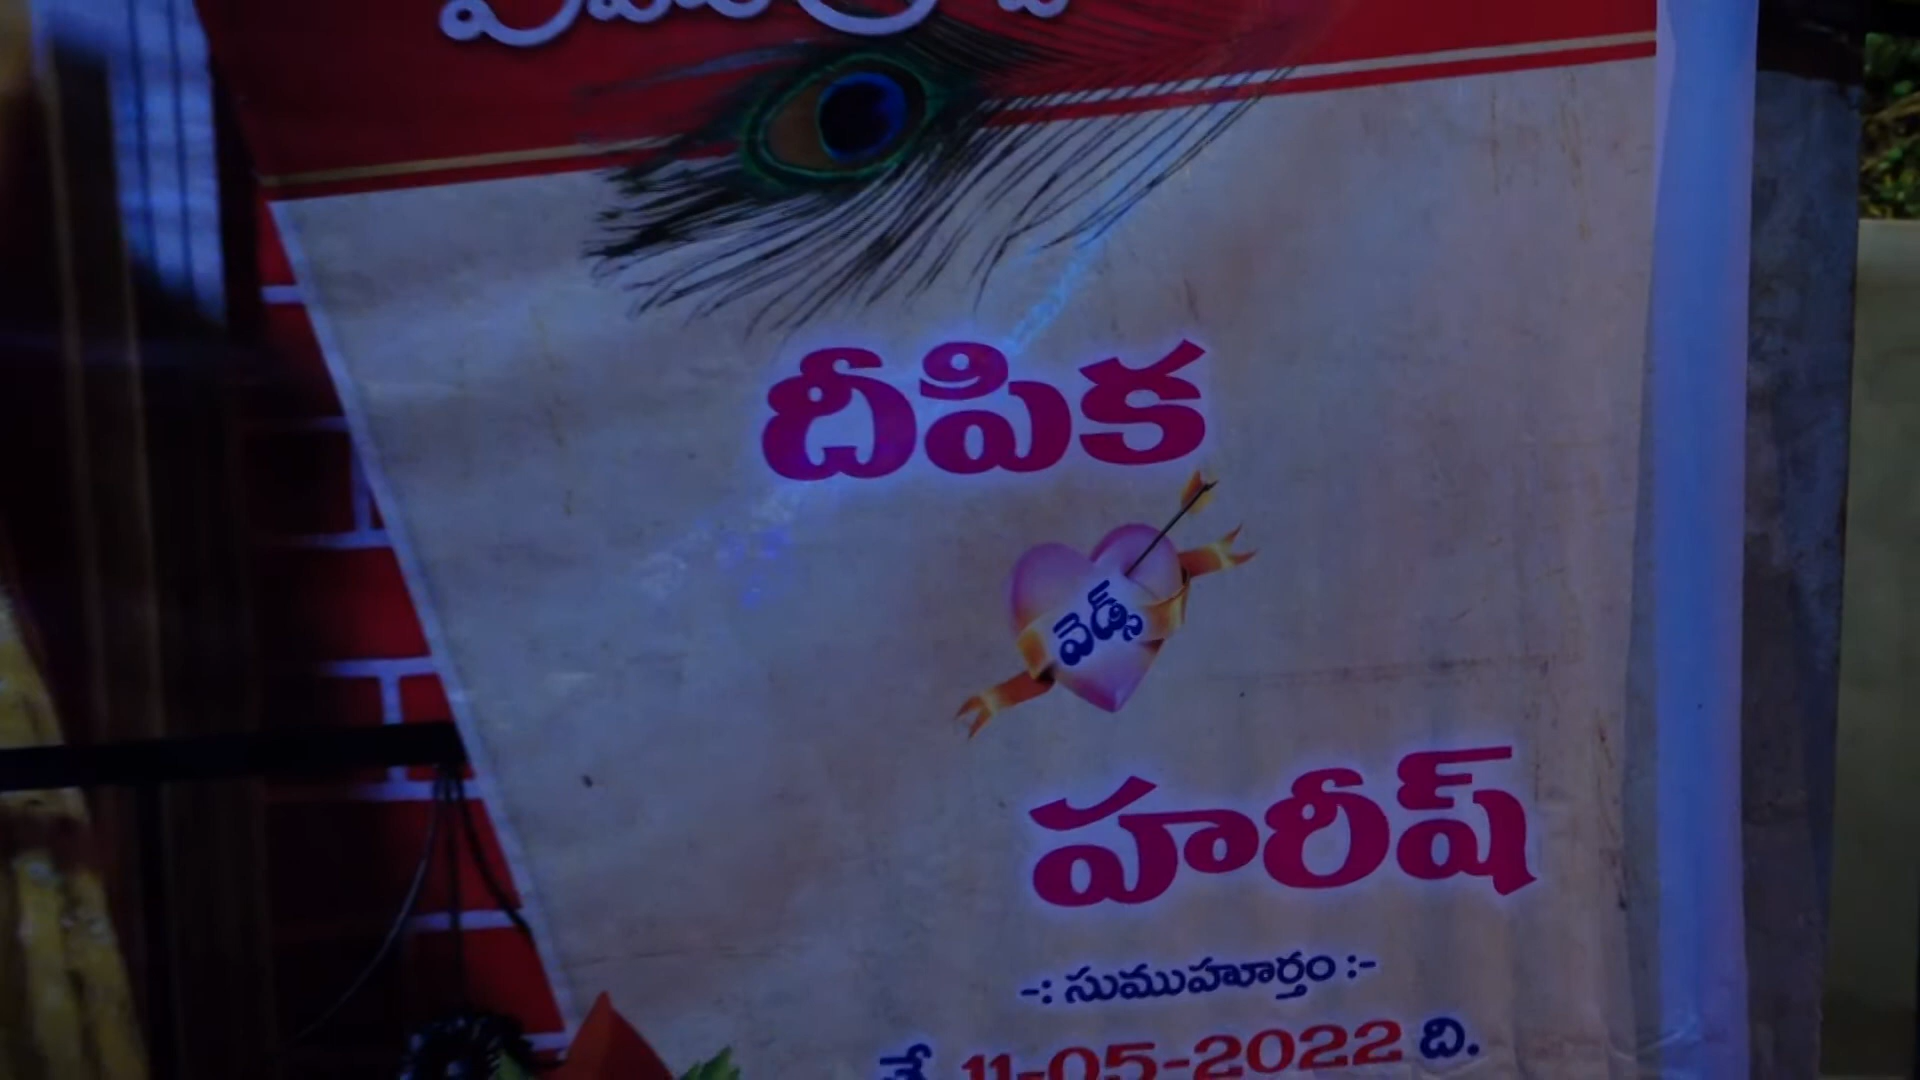 దీపిక
వెడ్స్
హరీష్
-: సుముహూర్తం :-
తే 11-05-2022 ది.